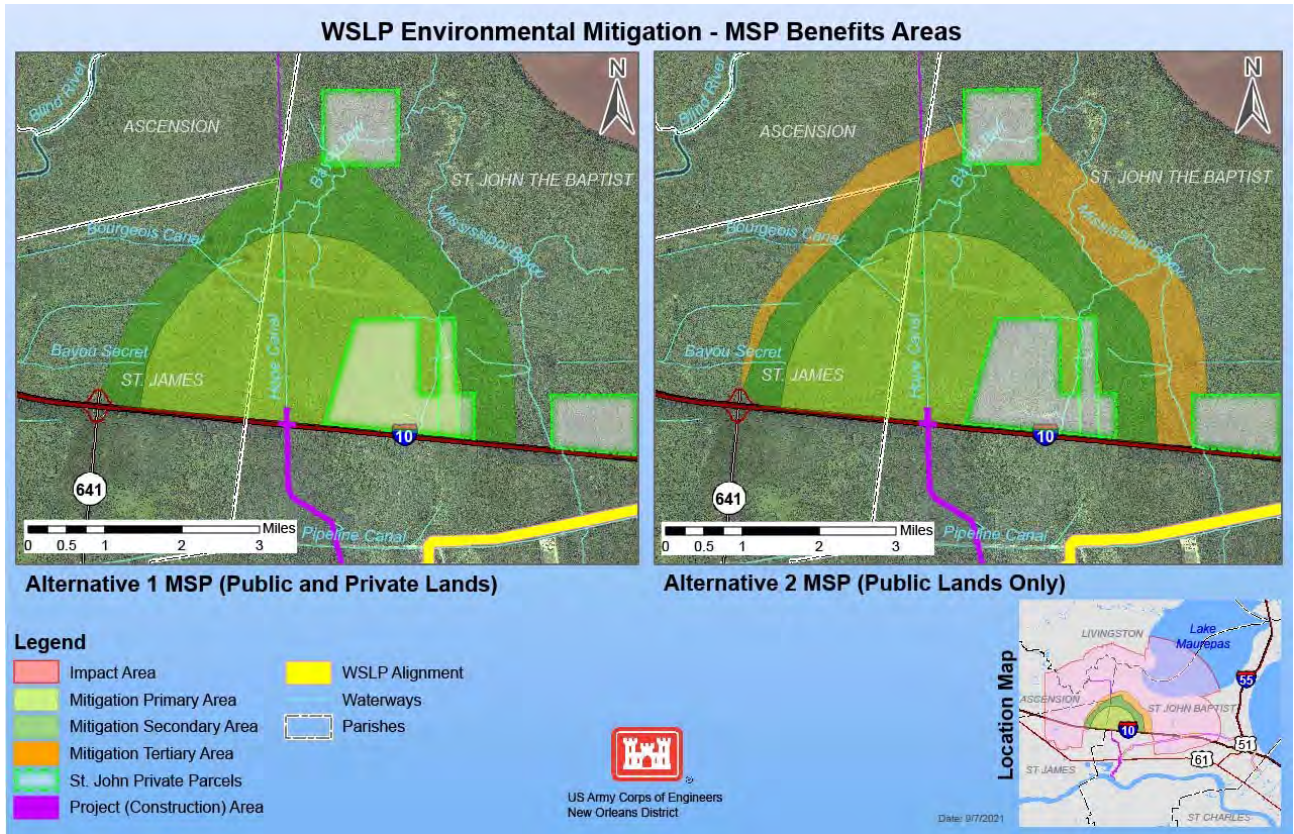 WSLP Environmental Mitigation - MSP Benefits Areas
Blind River
ASCENSION
N
ST. JOHN THE BAPTIST
Bourgeois Canal
Mississippi Bayou
Hope Canal
Bayou Secret
ST. JAMES
10
641
Pipeline Canal
Miles
0 0.5 1 2 3
Blind River
ASCENSION
N
ST. JOHN THE BAPTIST
Bourgeois Canal
Mississippi Bayou
Hope Canal
Bayou Secret
ST. JAMES
10
641
Pipeline Canal
Miles
0 0.5 1 2 3
Alternative 1 MSP (Public and Private Lands)
Alternative 2 MSP (Public Lands Only)
Legend
Impact Area
Mitigation Primary Area
Mitigation Secondary Area
Mitigation Tertiary Area
St. John Private Parcels
Project (Construction) Area
WSLP Alignment
Waterways
Parishes
US Army Corps of Engineers
New Orleans District
®
Location Map
LIVINGSTON
Lake
Maurepas
55
ASCENSION
ST JOHN BAPTIST
10
51
61
ST JAMES
ST CHARLES
Date: 9/7/2021